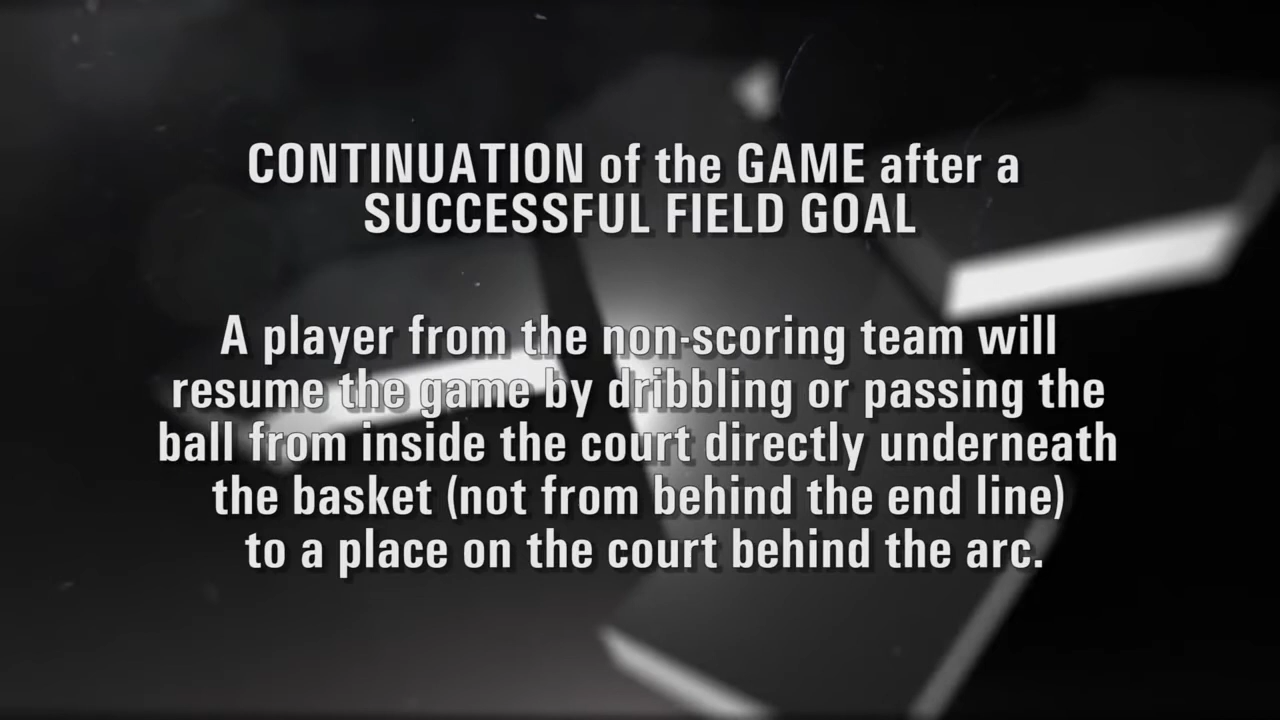 CONTINUATION of the GAME after a
SUCCESSFUL FIELD GOAL
A player from the non-scoring team will
resume the game by dribbling or passing the
ball from inside the court directly underneath
the basket (not from behind the end line)
to a place on the court behind the arc.